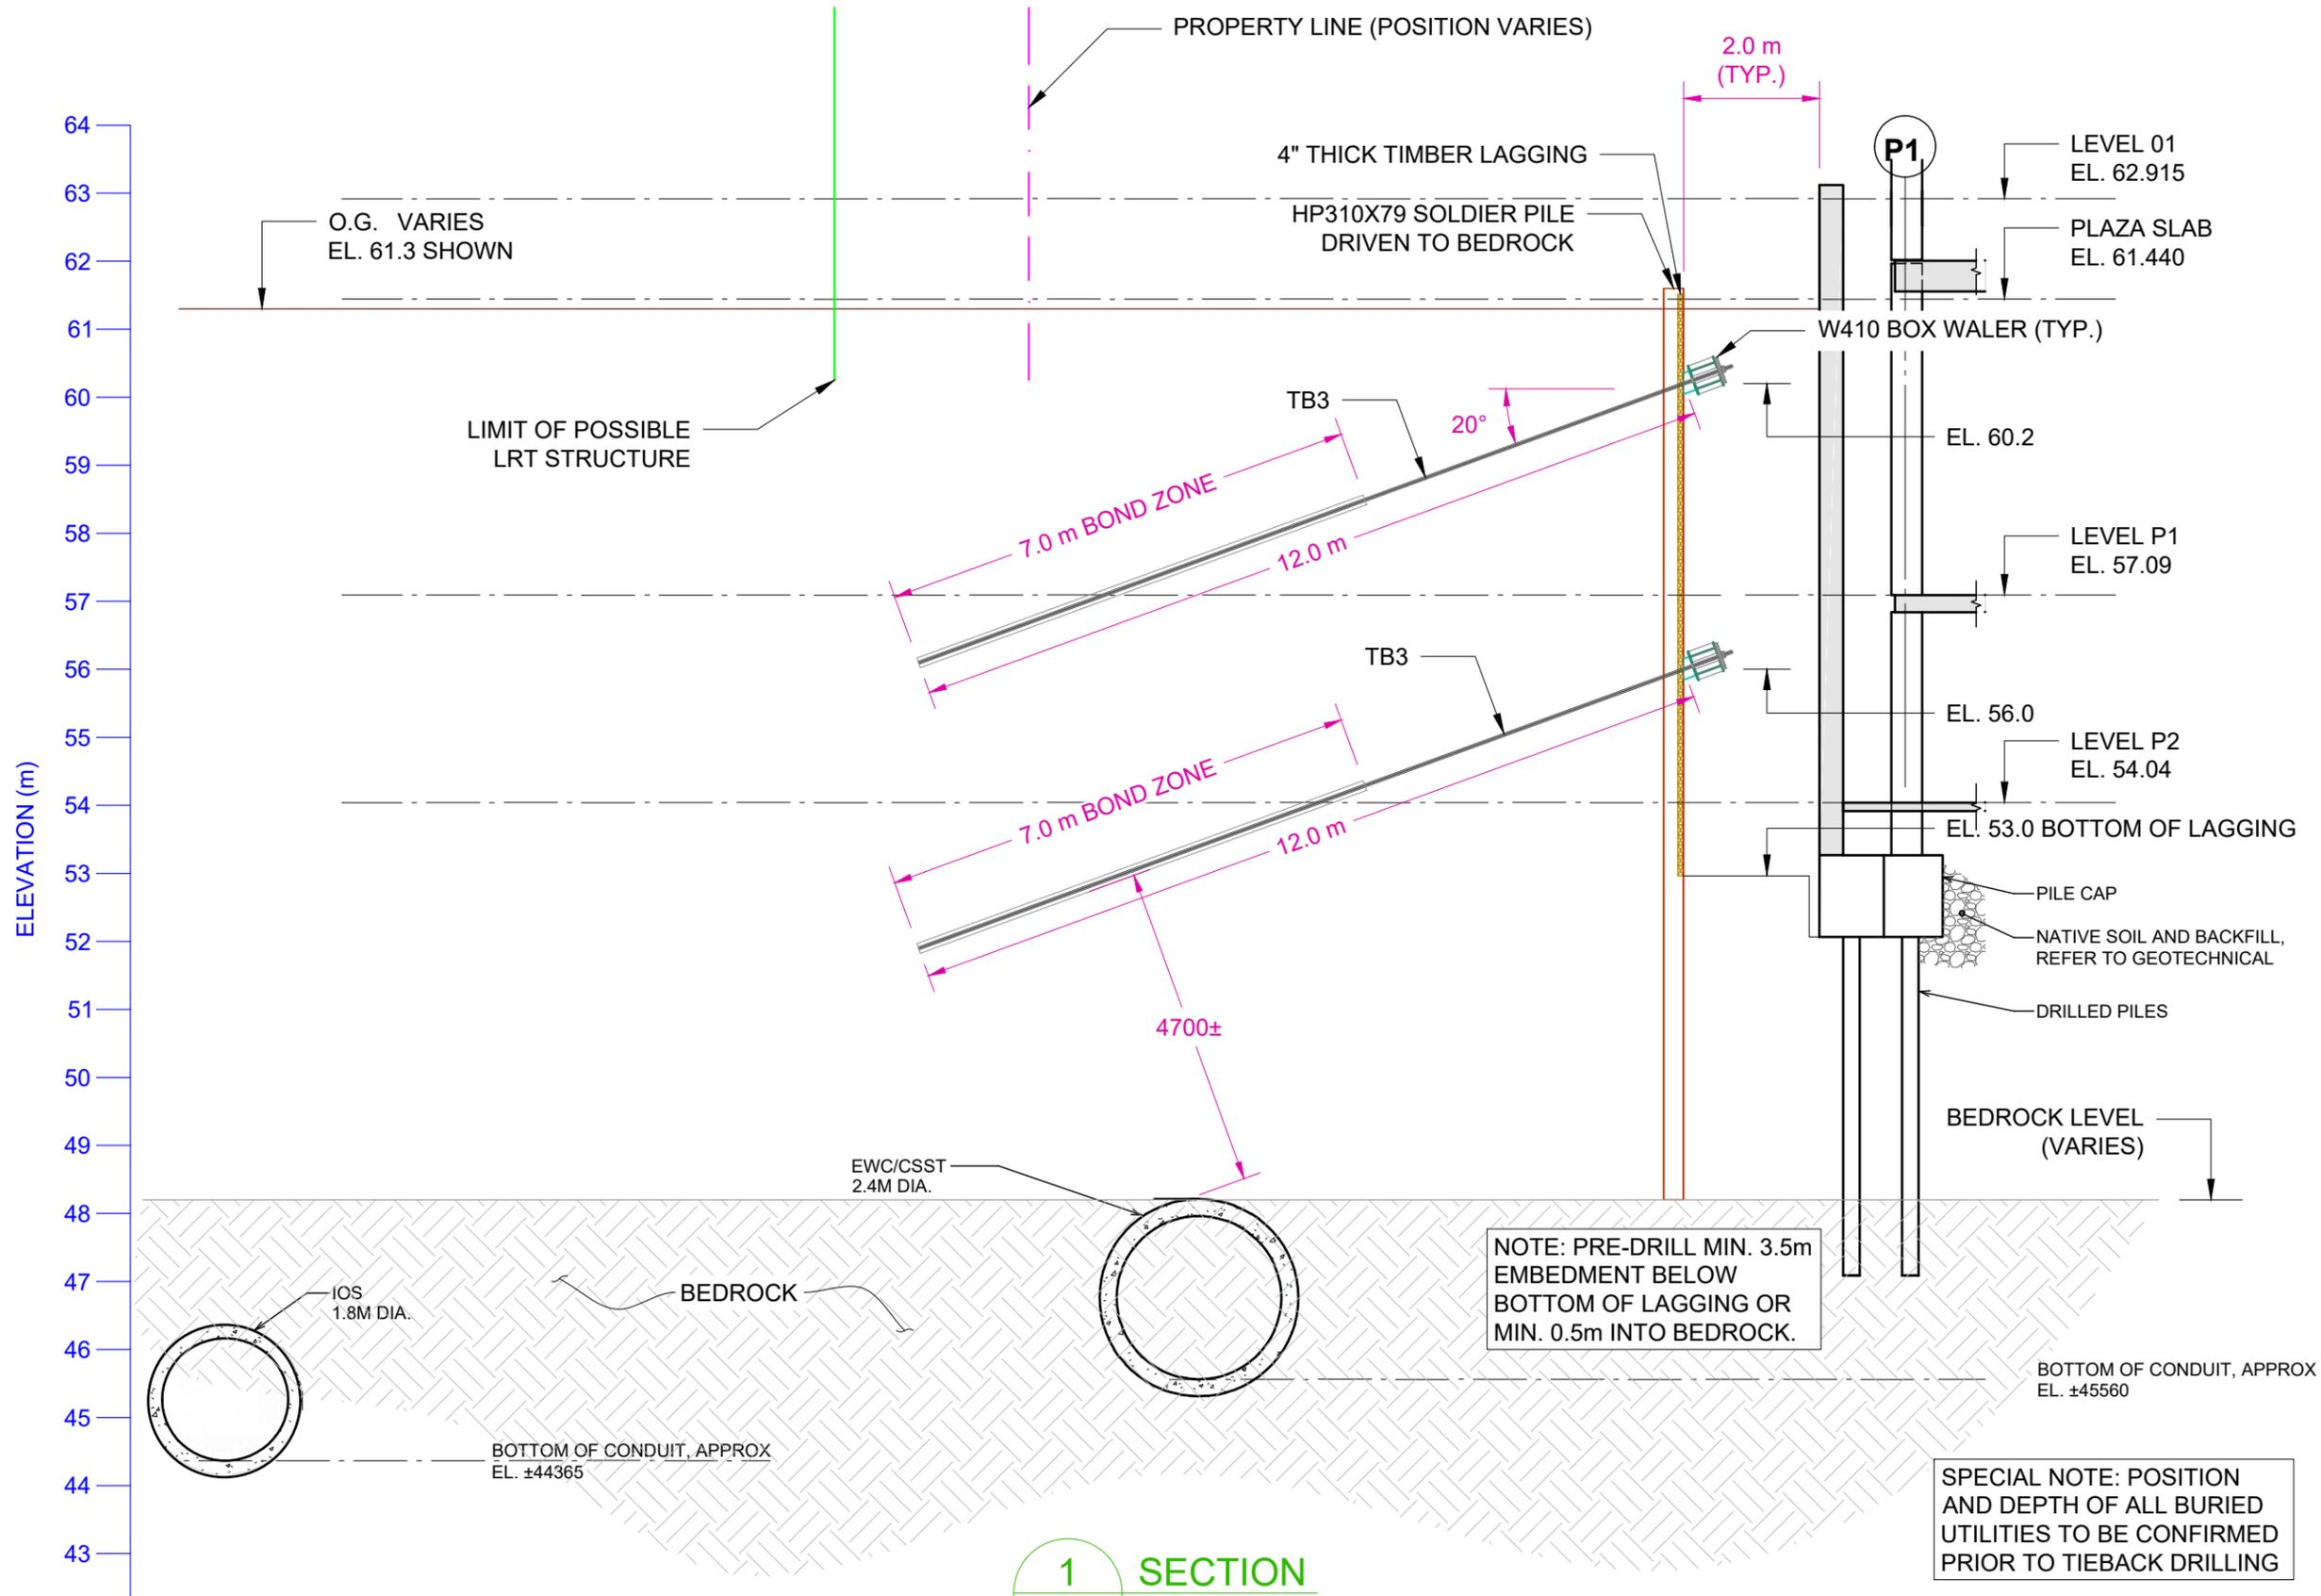 PROPERTY LINE (POSITION VARIES)
2.0 m
(TYP.)
64
63
62
61
60
59
58
57
56
55
54
53
52
51
50
49
48
47
46
45
44
43
ELEVATION (m)
4" THICK TIMBER LAGGING
P1
LEVEL 01
EL. 62.915
O.G. VARIES
EL. 61.3 SHOWN
HP310X79 SOLDIER PILE
DRIVEN TO BEDROCK
PLAZA SLAB
EL. 61.440
W410 BOX WALER (TYP.)
LIMIT OF POSSIBLE
LRT STRUCTURE
TB3
20°
EL. 60.2
7.0 m BOND ZONE
12.0 m
LEVEL P1
EL. 57.09
TB3
EL. 56.0
LEVEL P2
EL. 54.04
7.0 m BOND ZONE
12.0 m
EL. 53.0 BOTTOM OF LAGGING
PILE CAP
NATIVE SOIL AND BACKFILL,
REFER TO GEOTECHNICAL
DRILLED PILES
4700±
BEDROCK LEVEL
(VARIES)
EWC/CSST
2.4M DIA.
NOTE: PRE-DRILL MIN. 3.5m
EMBEDMENT BELOW
BOTTOM OF LAGGING OR
MIN. 0.5m INTO BEDROCK.
IOS
1.8M DIA.
BEDROCK
BOTTOM OF CONDUIT, APPROX
EL. ±45560
BOTTOM OF CONDUIT, APPROX
EL. ±44365
SPECIAL NOTE: POSITION
AND DEPTH OF ALL BURIED
UTILITIES TO BE CONFIRMED
PRIOR TO TIEBACK DRILLING
1 SECTION